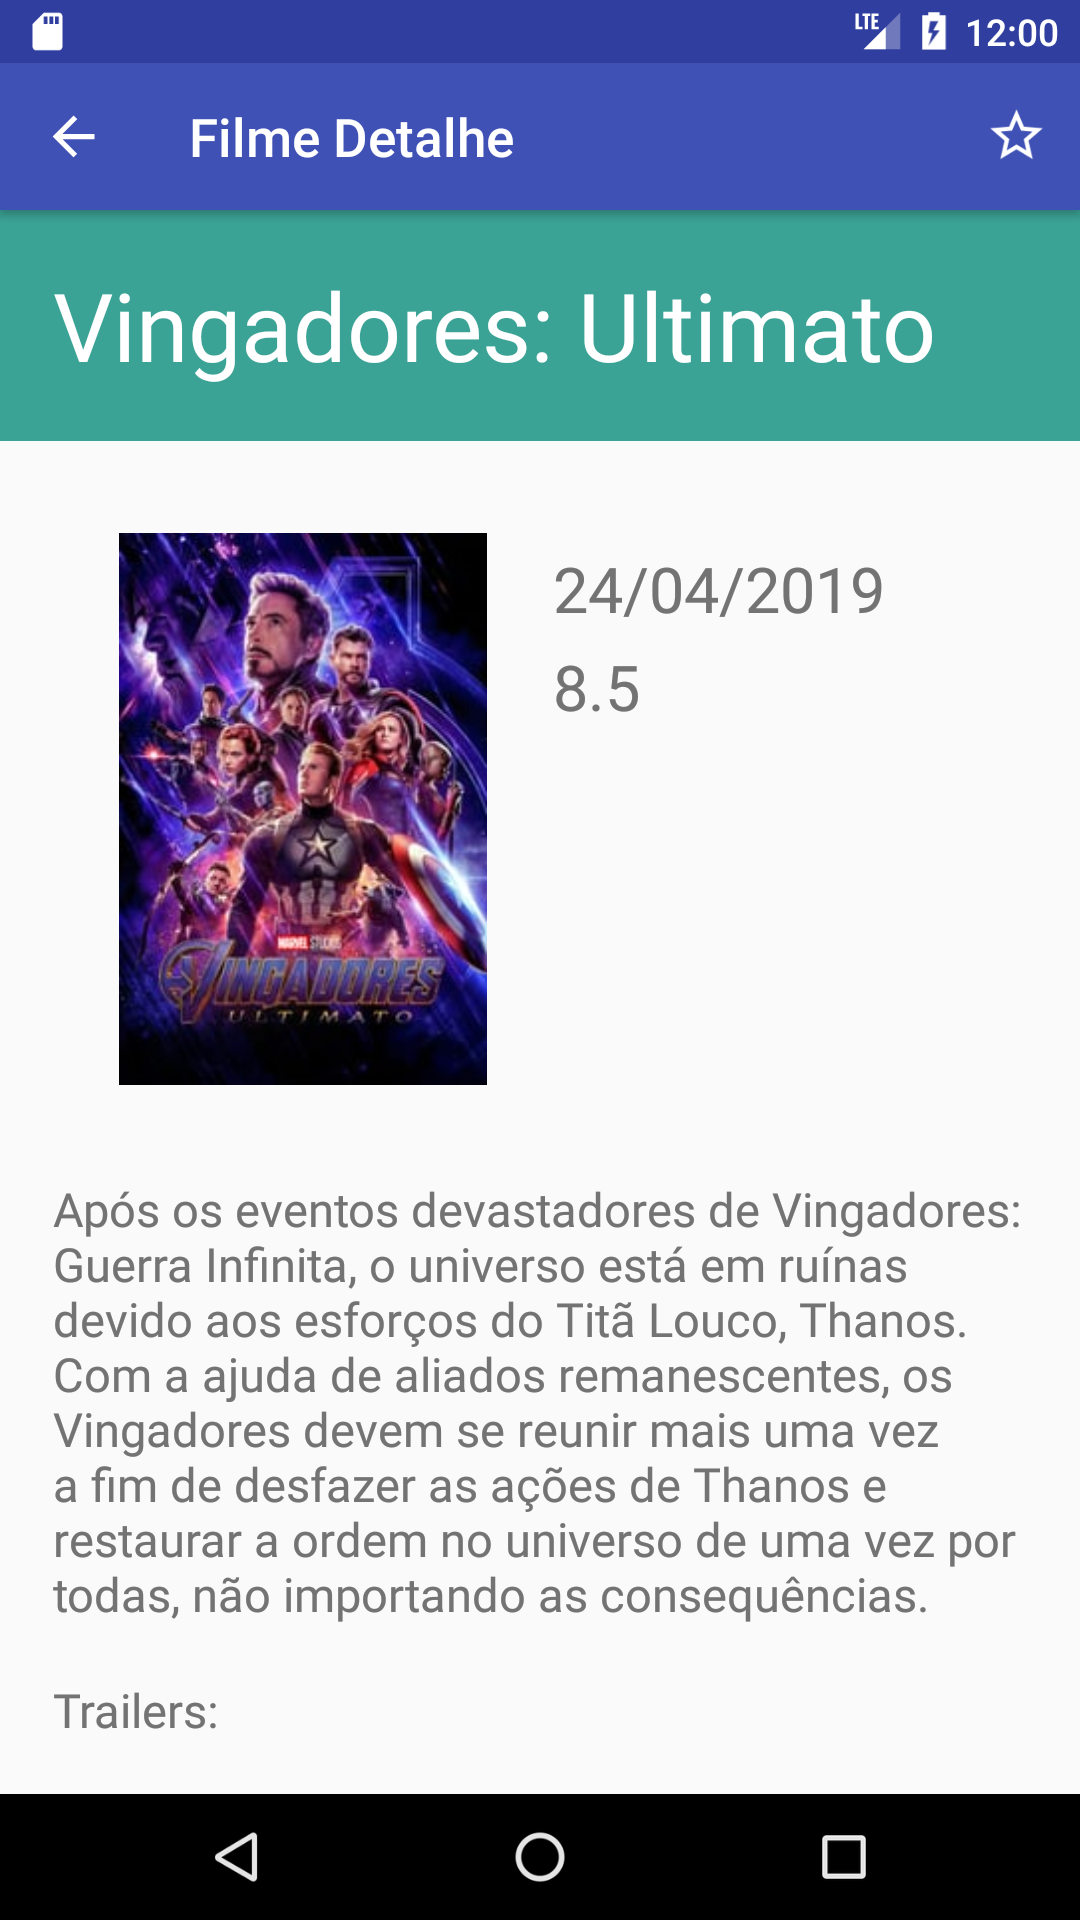 LTE 12:00
Filme Detalhe
Vingadores: Ultimato
24/04/2019
8.5
MARVEL STUDIOS
VINGADORES
ULTIMATO
Após os eventos devastadores de Vingadores:
Guerra Infinita, o universo está em ruínas
devido aos esforços do Titã Louco, Thanos.
Com a ajuda de aliados remanescentes, os
Vingadores devem se reunir mais uma vez
a fim de desfazer as ações de Thanos e
restaurar a ordem no universo de uma vez por
todas, não importando as consequências.
Trailers: